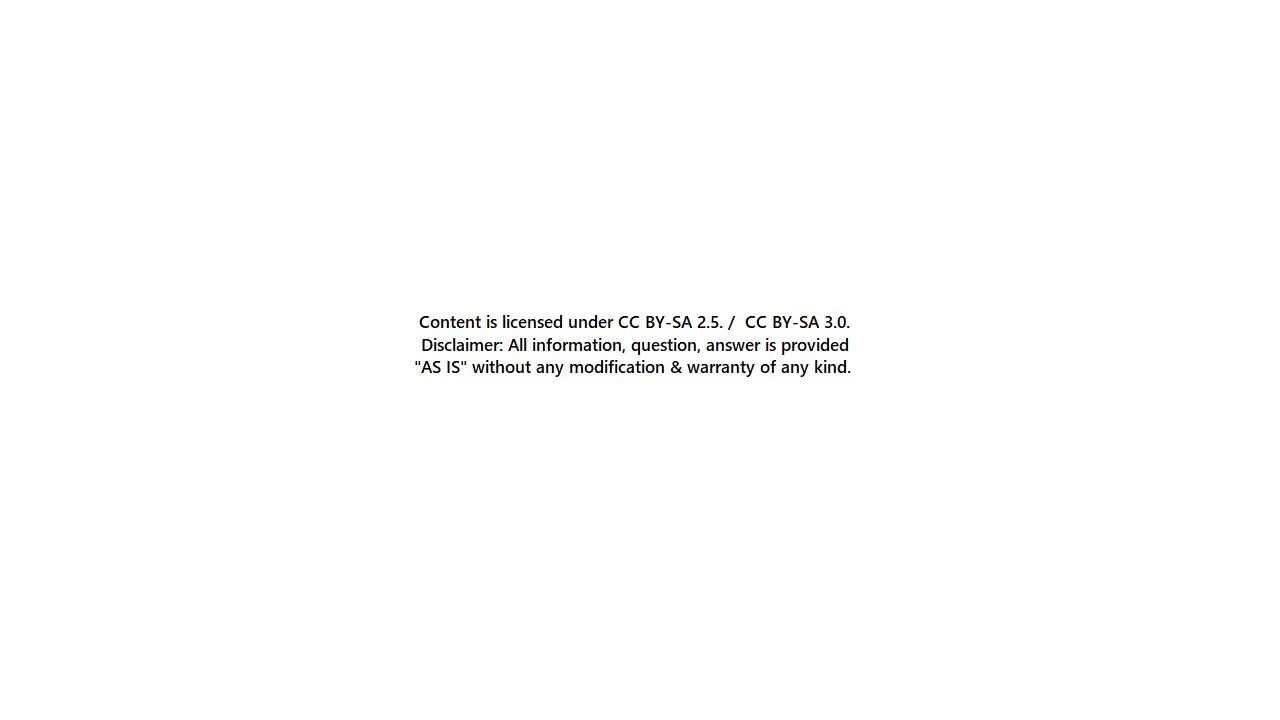 Content is licensed under CC BY-SA 2.5. /  CC BY-SA 3.0.
Disclaimer: All information, question, answer is provided
"AS IS" without any modification & warranty of any kind.